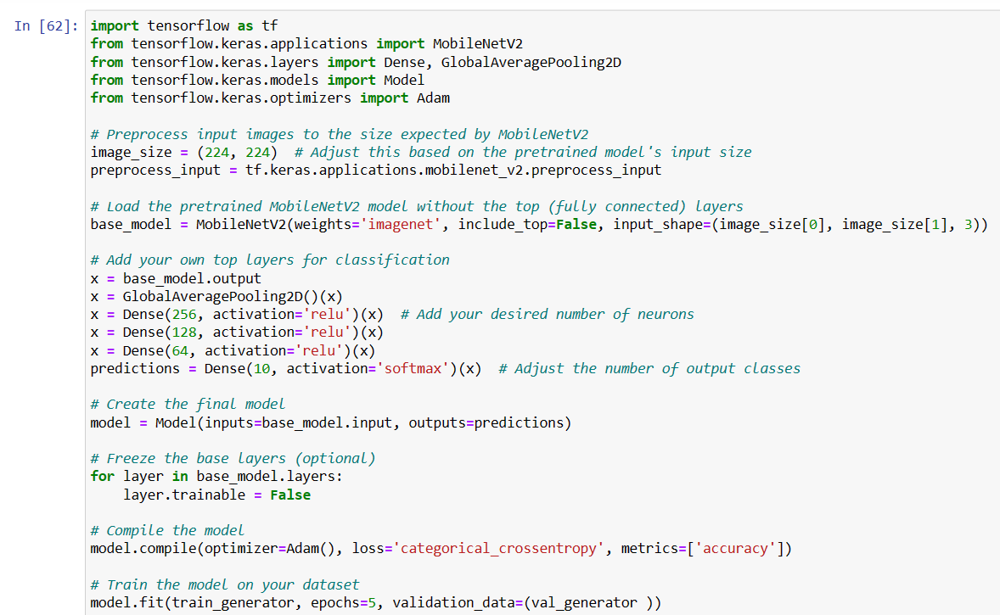 In [62]: import tensorflow as tf
from tensorflow.keras.applications import MobileNetV2
from tensorflow.keras.layers import Dense, GlobalAveragePooling2D
from tensorflow.keras.models import Model
from tensorflow.keras.optimizers import Adam
# Preprocess input images to the size expected by MobileNetV2
image_size = (224, 224)  # Adjust this based on the pretrained model's input size
preprocess_input = tf.keras.applications.mobilenet_v2.preprocess_input
# Load the pretrained MobileNetV2 model without the top (fully connected) layers
base_model = MobileNetV2(weights='imagenet', include_top=False, input_shape=(image_size[0], image_size[1], 3))
# Add your own top layers for classification
x = base_model.output
x = GlobalAveragePooling2D()(x)
x = Dense(256, activation='relu')(x)  # Add your desired number of neurons
x = Dense(128, activation='relu')(x)
x = Dense(64, activation='relu')(x)
predictions = Dense(10, activation='softmax')(x)  # Adjust the number of output classes
# Create the final model
model = Model(inputs=base_model.input, outputs=predictions)
# Freeze the base layers (optional)
for layer in base_model.layers:
    layer.trainable = False
# Compile the model
model.compile(optimizer=Adam(), loss='categorical_crossentropy', metrics=['accuracy'])
# Train the model on your dataset
model.fit(train_generator, epochs=5, validation_data=(val_generator ))